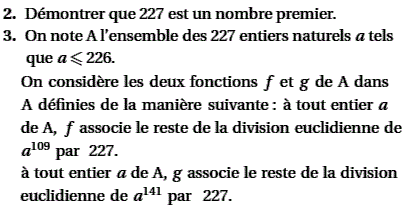 2. Démontrer que 227 est un nombre premier.
3. On note A l'ensemble des 227 entiers naturels a tels
que a ⩽ 226.
On considère les deux fonctions f et g de A dans
A définies de la manière suivante : à tout entier a
de A, f associe le reste de la division euclidienne de
a¹⁰⁹ par 227.
à tout entier a de A, g associe le reste de la division
euclidienne de a¹⁴¹ par 227.